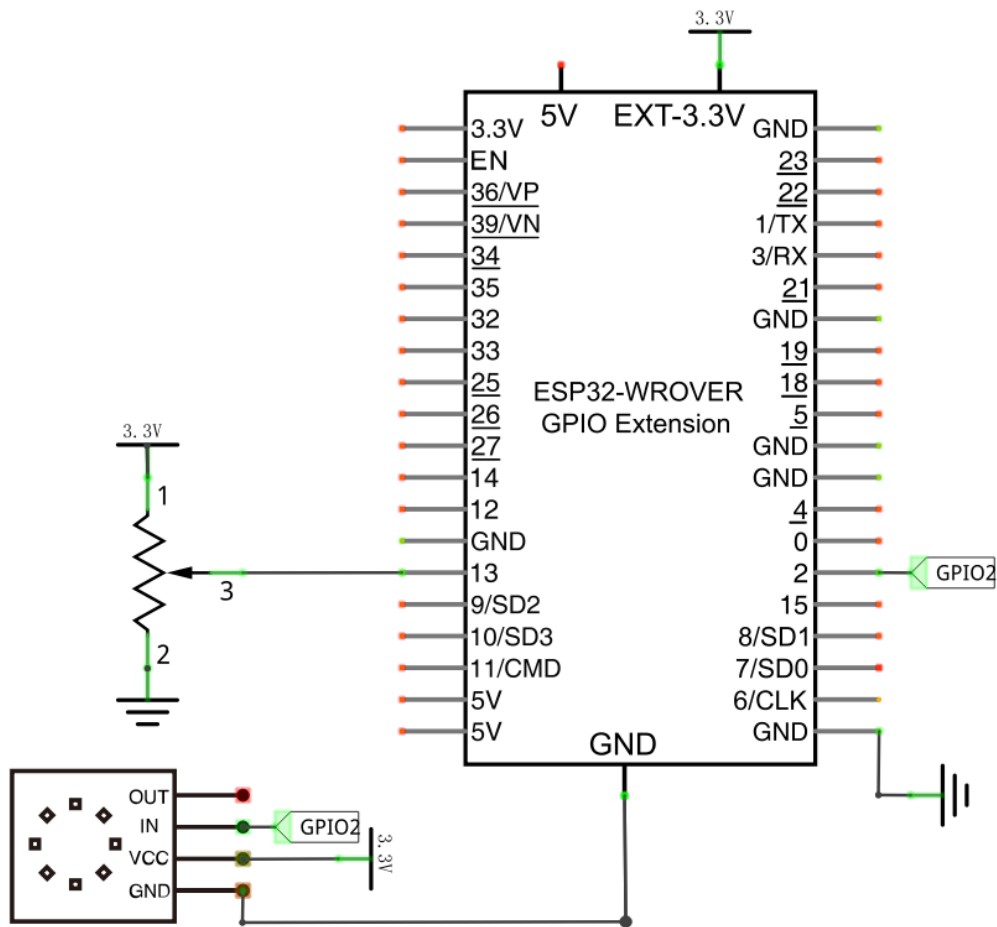 3.3V
5V
EXT-3.3V
3.3V
EN
36/VP
39/VN
34
35
32
33
25
26
27
14
12
GND
13
9/SD2
10/SD3
11/CMD
5V
5V
ESP32-WROVER
GPIO Extension
GND
23
22
1/TX
3/RX
21
GND
19
18
5
GND
GND
4
0
2
15
8/SD1
7/SD0
6/CLK
GND
GND
GPIO2
3.3V
1
3
2
OUT
IN
VCC
GND
GPIO2
3.3V